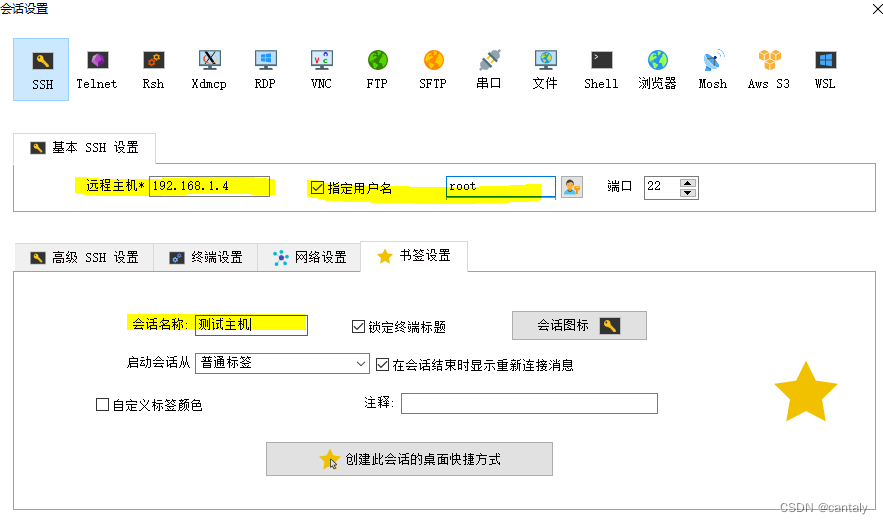 会话设置
SSH Telnet Rsh Xdmcp RDP VNC FTP SFTP 串口 文件 Shell 浏览器 Mosh Aws S3 WSL
基本 SSH 设置
远程主机* 192.168.1.4 指定用户名 root 端口 22
高级 SSH 设置 终端设置 网络设置 书签设置
会话名称: 测试主机 锁定终端标题 会话图标
启动会话从 普通标签 在会话结束时显示重新连接消息
自定义标签颜色 注释:
创建此会话的桌面快捷方式
CSDN @cantaly